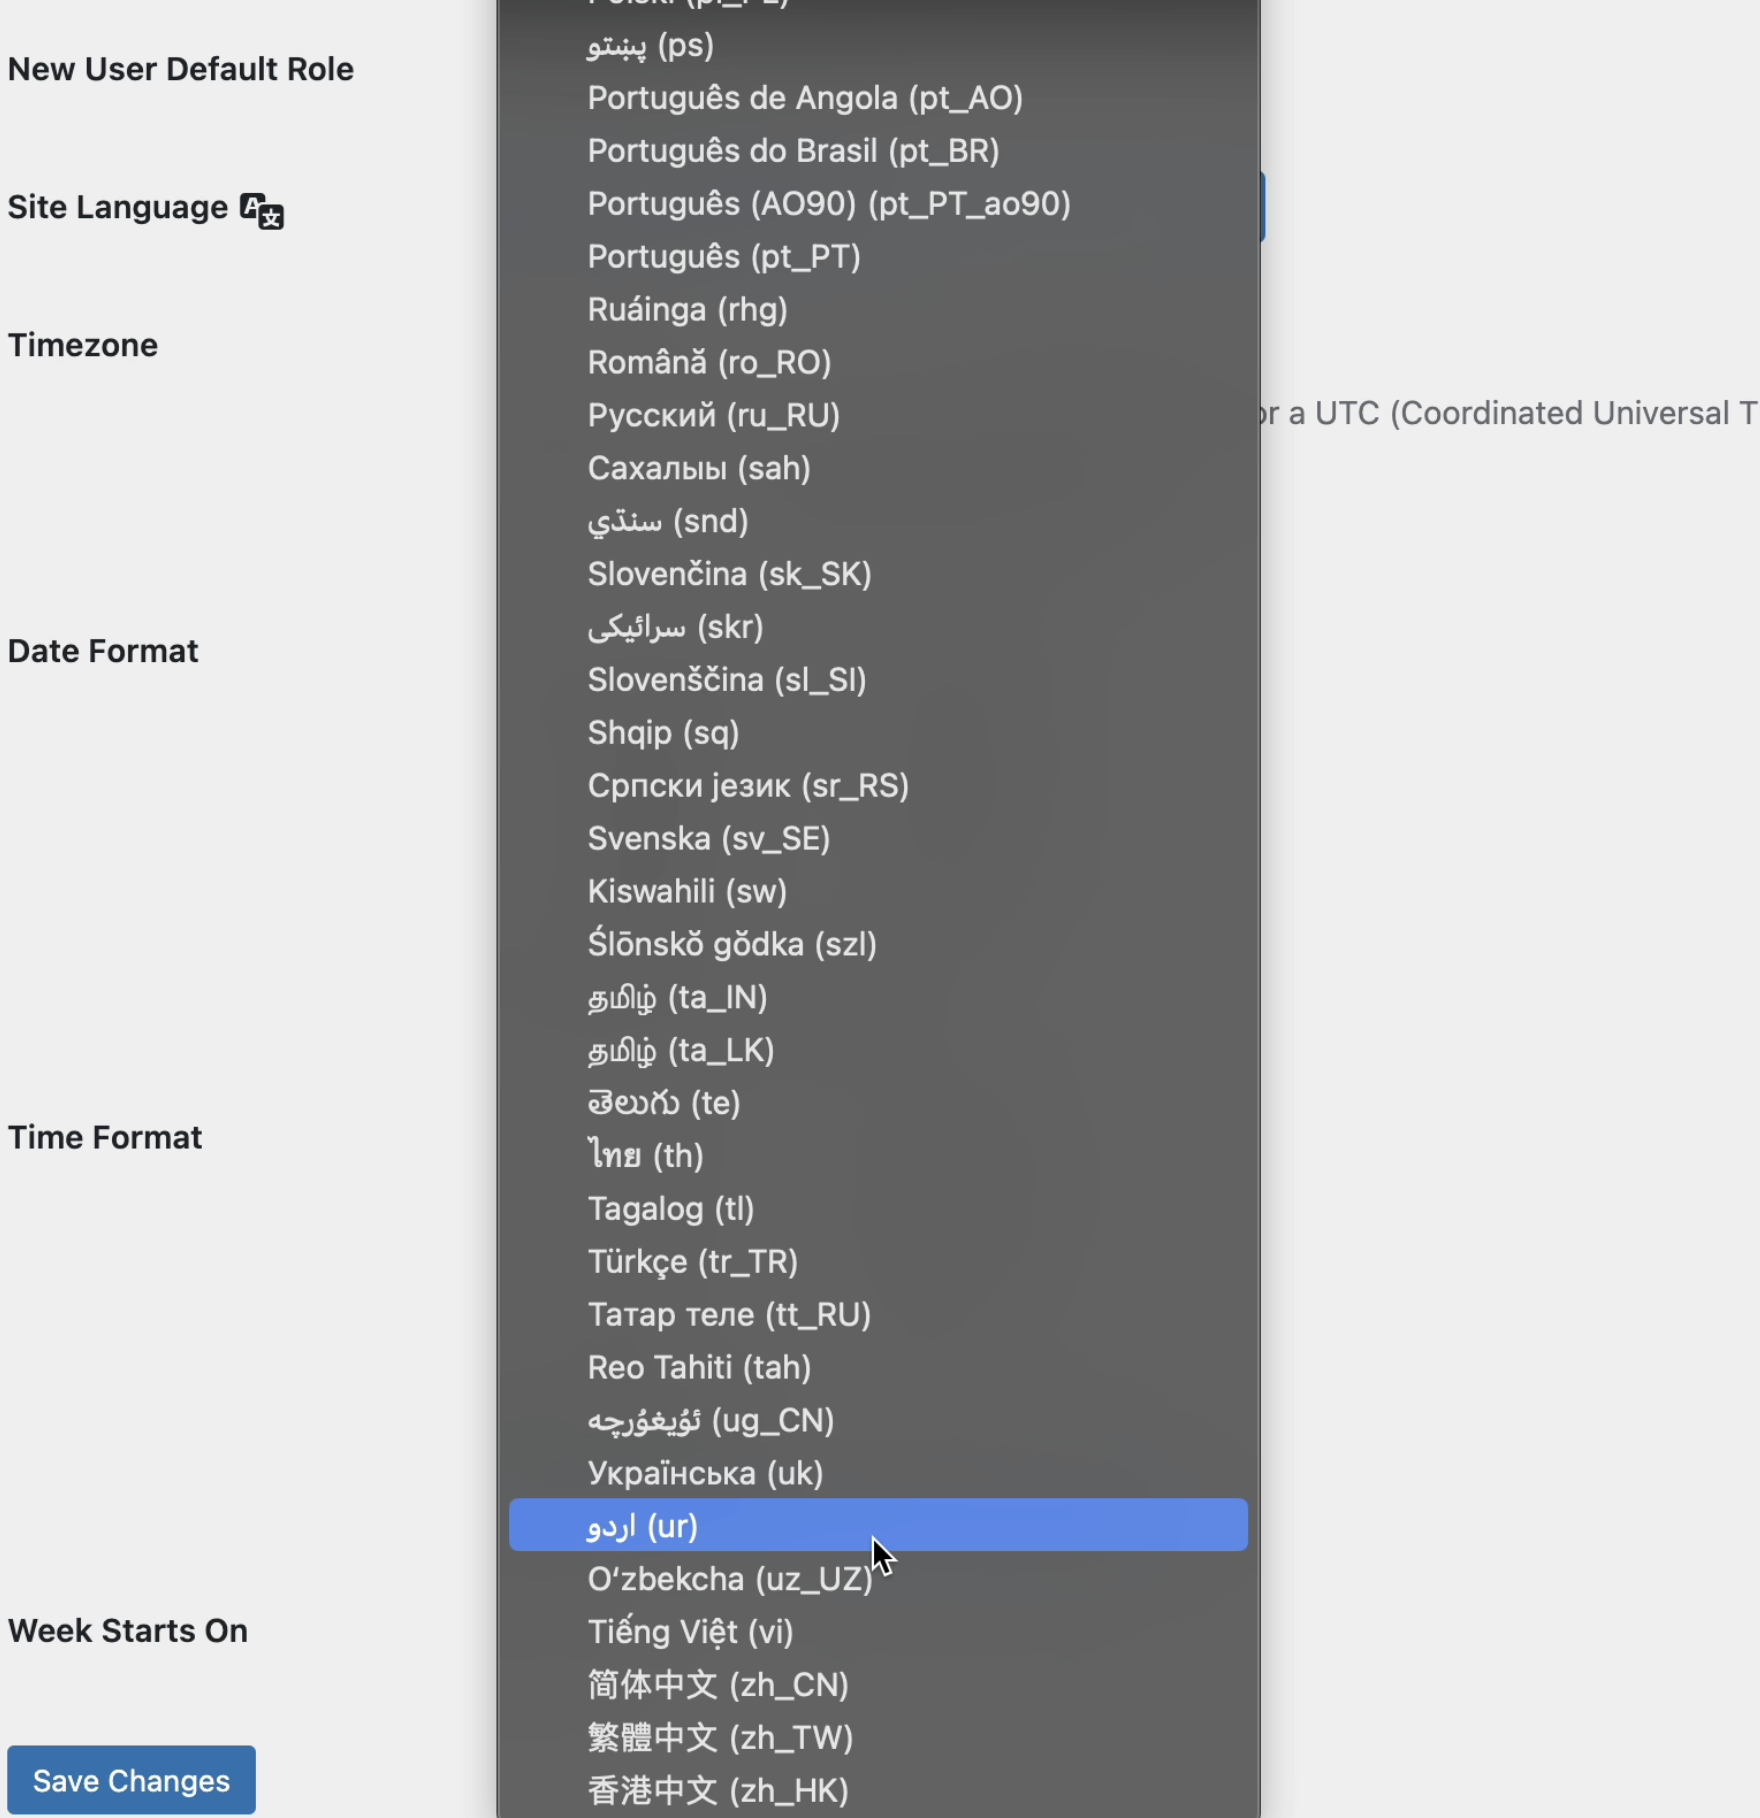 New User Default Role
Site Language
Timezone
Date Format
Time Format
Week Starts On
Save Changes
پښتو (ps)
Português de Angola (pt_AO)
Português do Brasil (pt_BR)
Português (AO90) (pt_PT_ao90)
Português (pt_PT)
Ruáinga (rhg)
Română (ro_RO)
Русский (ru_RU)
Сахалыы (sah)
سنڌي (snd)
Slovenčina (sk_SK)
سرائیکی (skr)
Slovenščina (sl_SI)
Shqip (sq)
Српски језик (sr_RS)
Svenska (sv_SE)
Kiswahili (sw)
Ślōnskŏ gŏdka (szl)
தமிழ் (ta_IN)
தமிழ் (ta_LK)
తెలుగు (te)
ไทย (th)
Tagalog (tl)
Türkçe (tr_TR)
Татар теле (tt_RU)
Reo Tahiti (tah)
ئۇيغۇرچە (ug_CN)
Українська (uk)
اردو (ur)
O‘zbekcha (uz_UZ)
Tiếng Việt (vi)
简体中文 (zh_CN)
繁體中文 (zh_TW)
香港中文 (zh_HK)
or a UTC (Coordinated Universal T